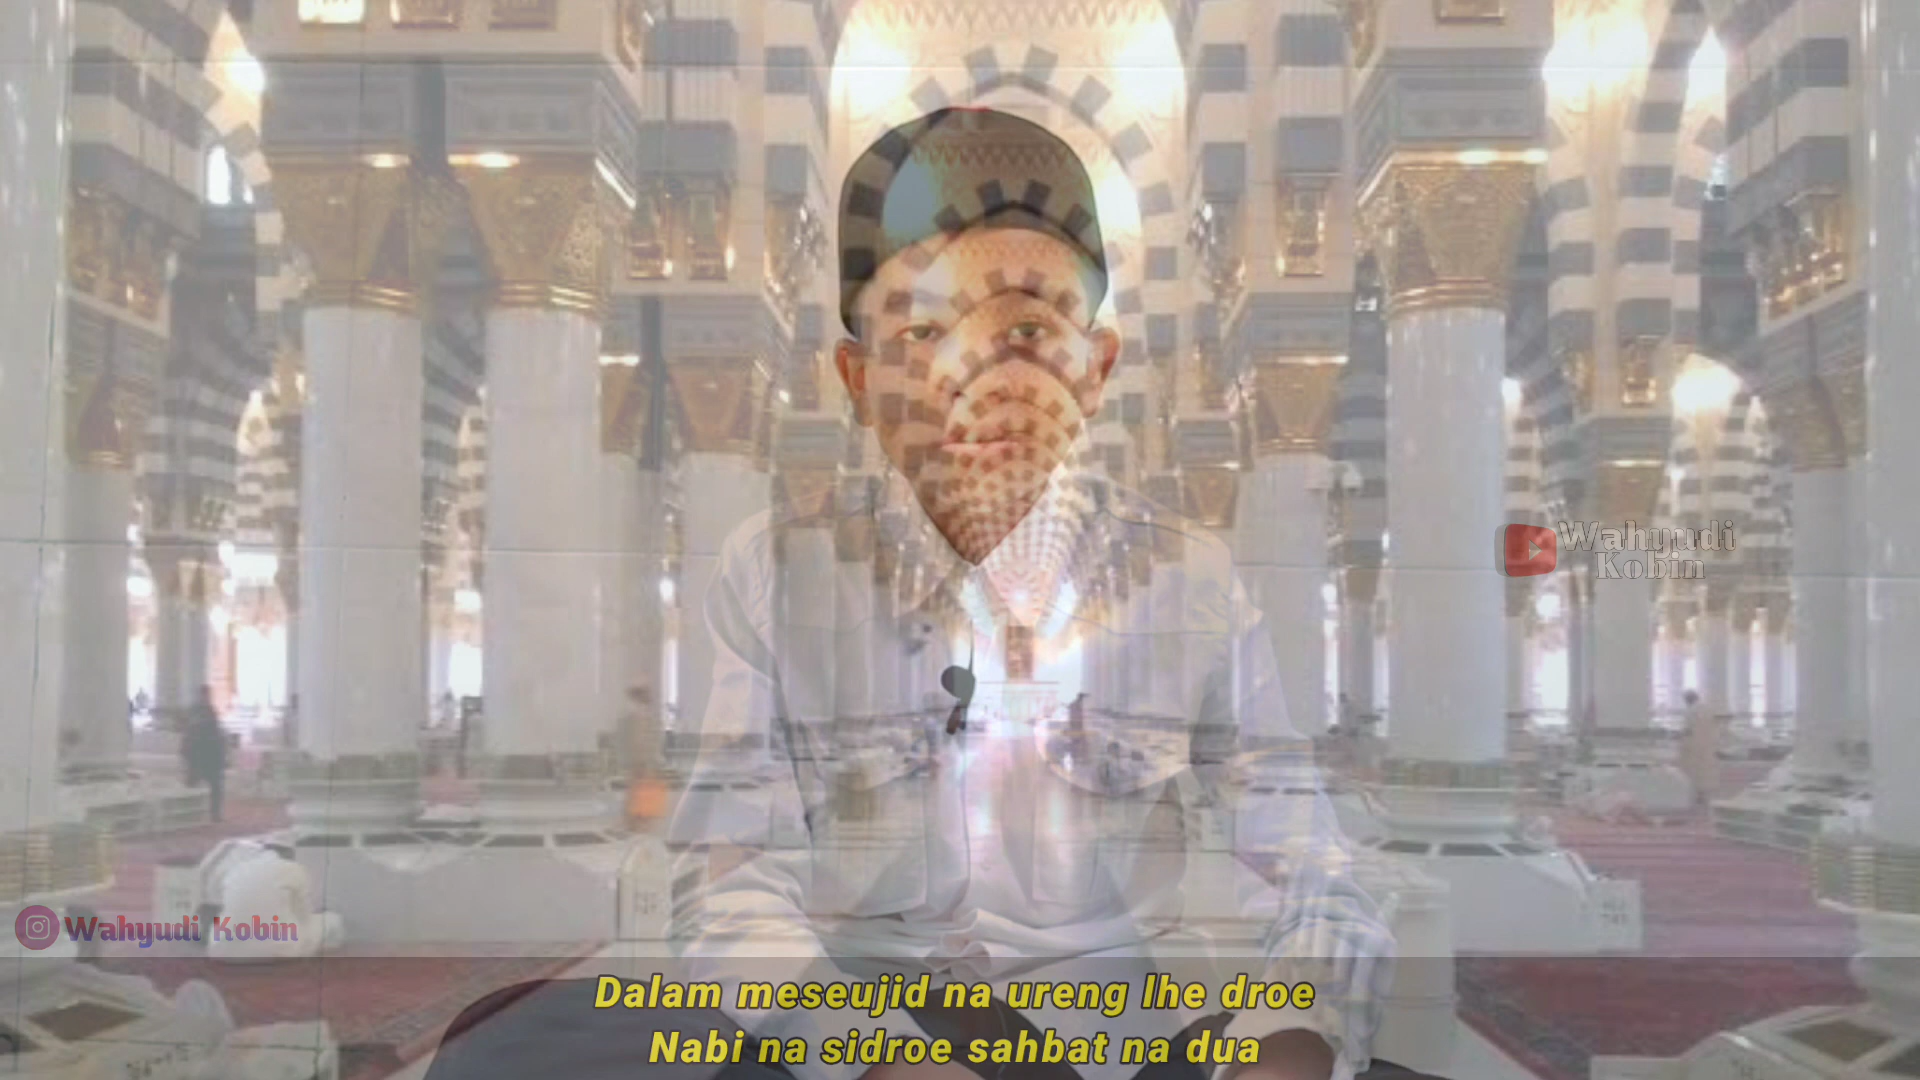 Wahyudi
Kobin
Wahyudi Kobin
Dalam meseujid na ureng lhe droe
Nabi na sidroe sahbat na dua